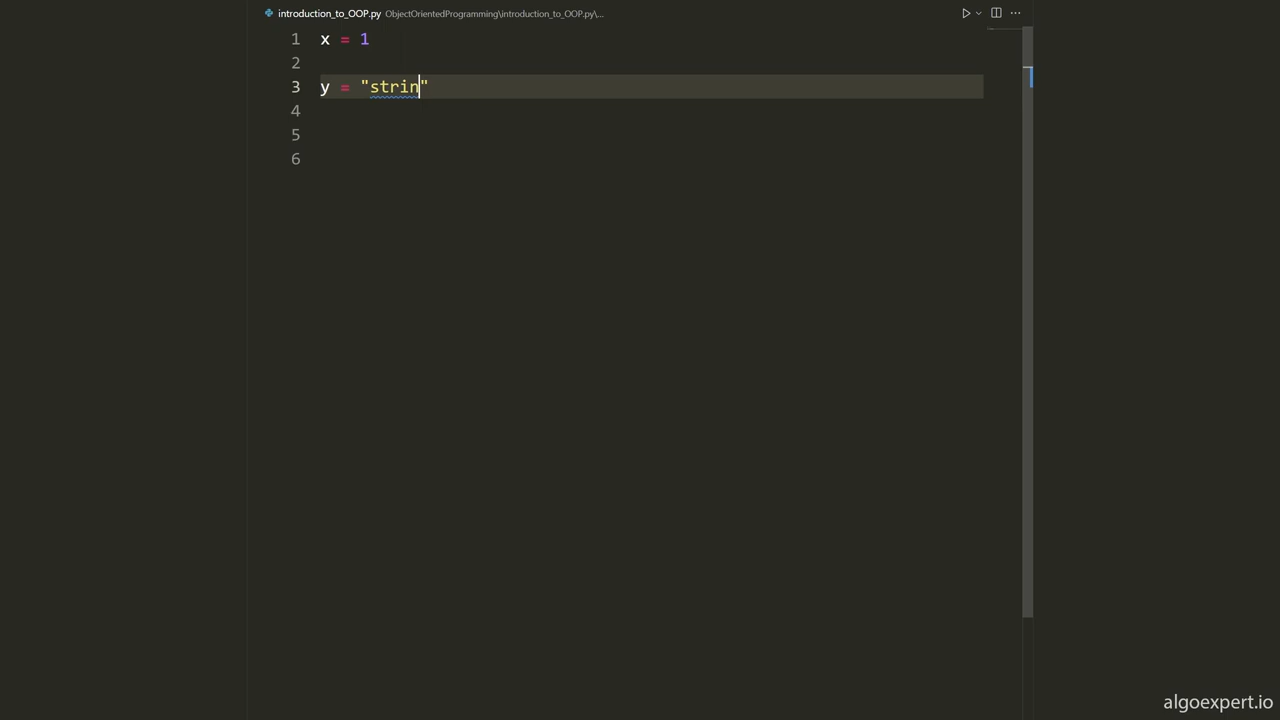 introduction_to_OOP.py ObjectOrientedProgramming\introduction_to_OOP.py\...
1 x = 1
2
3 y = "strin"
4
5
6
algoexpert.io